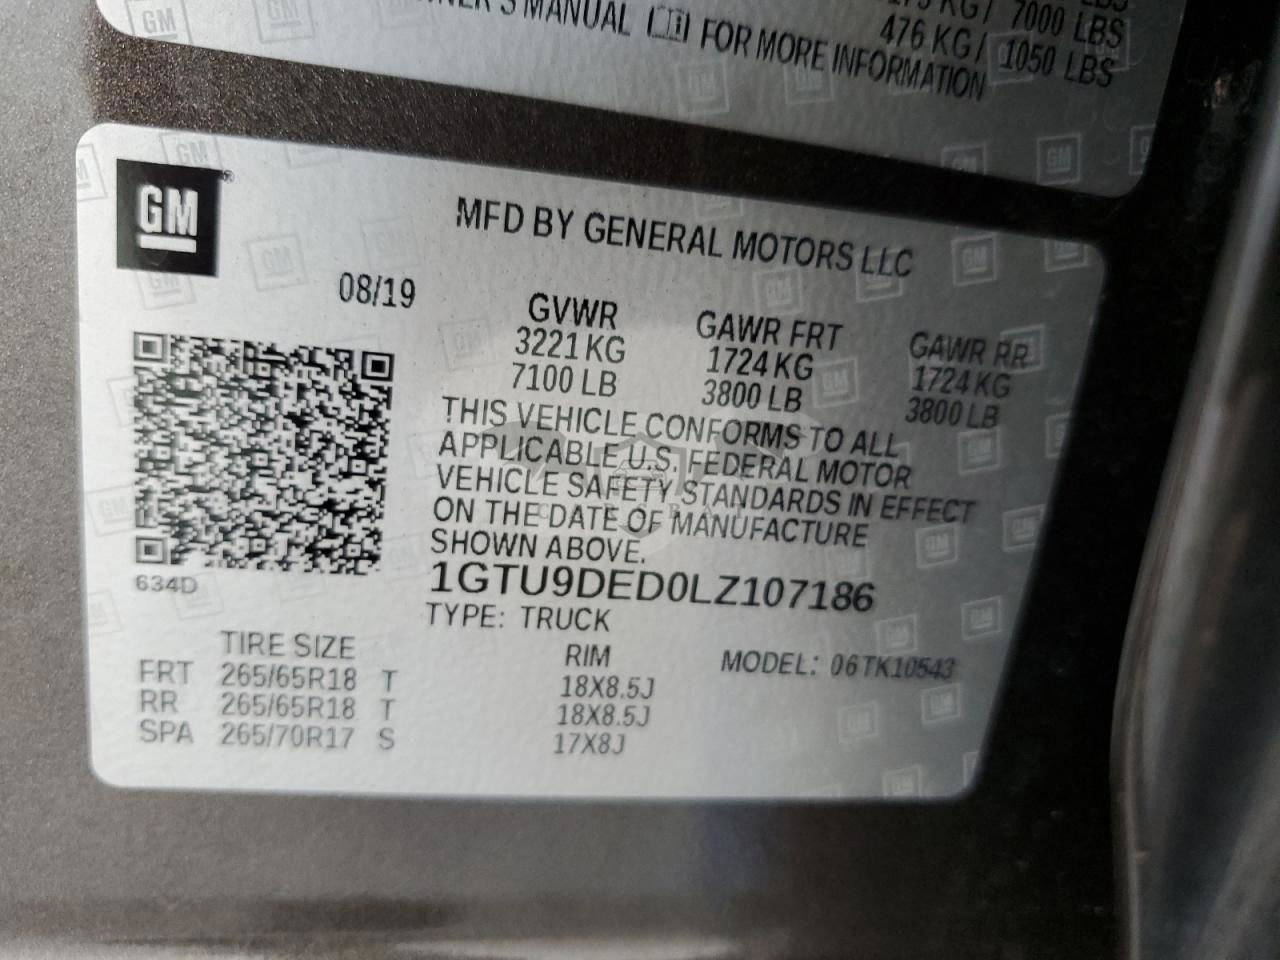 7000 LBS
OWNER'S MANUAL FOR MORE INFORMATION
476 KG/ 1050 LBS
GM
MFD BY GENERAL MOTORS LLC
08/19
GVWR GAWR FRT GAWR RR
3221 KG 1724 KG 1724 KG
7100 LB 3800 LB 3800 LB
THIS VEHICLE CONFORMS TO ALL
APPLICABLE U.S. FEDERAL MOTOR
VEHICLE SAFETY STANDARDS IN EFFECT
ON THE DATE OF MANUFACTURE
SHOWN ABOVE.
634D
1GTU9DED0LZ107186
TYPE: TRUCK
TIRE SIZE RIM MODEL: 06TK10543
FRT 265/65R18 T 18X8.5J
RR 265/65R18 T 18X8.5J
SPA 265/70R17 S 17X8J